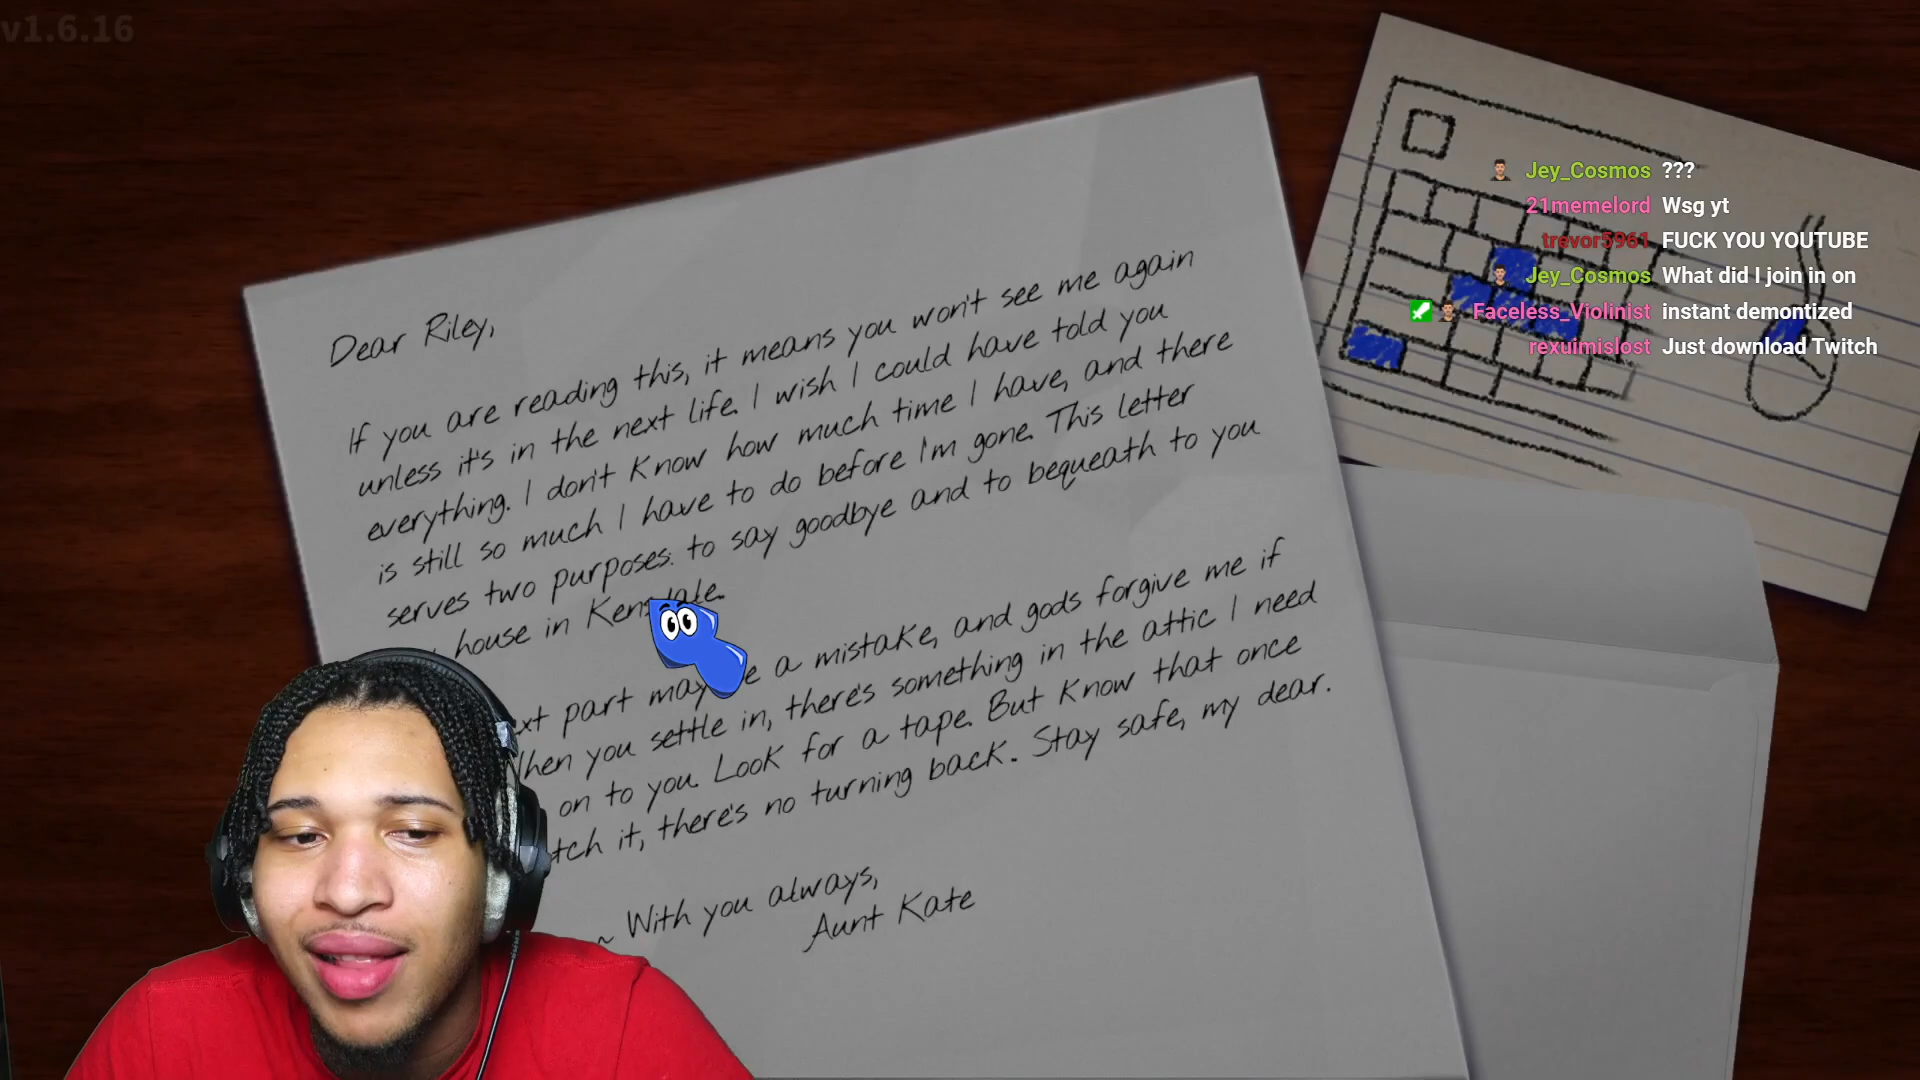 v1.6.16
Dear Riley,
If you are reading this, it means you won't see me again
unless it's in the next life. I wish I could have told you
everything. I don't know how much time I have, and there
is still so much I have to do before I'm gone. This letter
serves two purposes: to say goodbye and to bequeath to you
house in
part a mistake, and gods forgive me if
you settle in, there's something in the attic I need
on to you. Look for a tape. But know that once
it, there's no turning back. Stay safe, my dear.
~ With you always,
Aunt Kate
Jey_Cosmos ???
21memelord Wsg yt
trevor5961 FUCK YOU YOUTUBE
Jey_Cosmos What did I join in on
Faceless_Violinist instant demontized
rexuimislost Just download Twitch